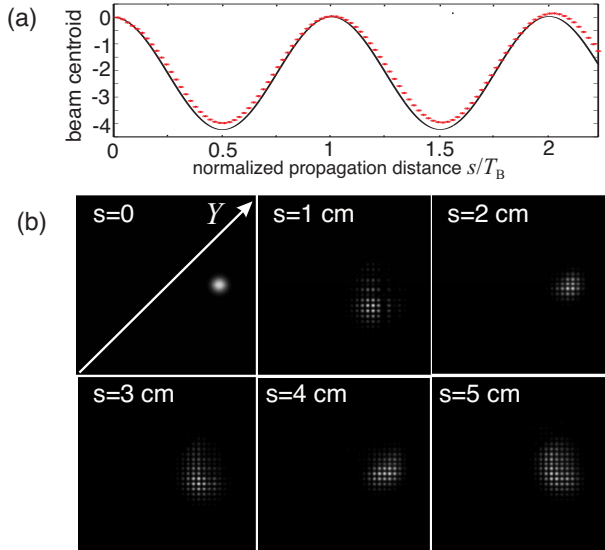 (a)
beam centroid
0
-1
-2
-3
-4
0 0.5 1 1.5 2
normalized propagation distance s/T_B
(b)
s=0 Y s=1 cm s=2 cm
s=3 cm s=4 cm s=5 cm